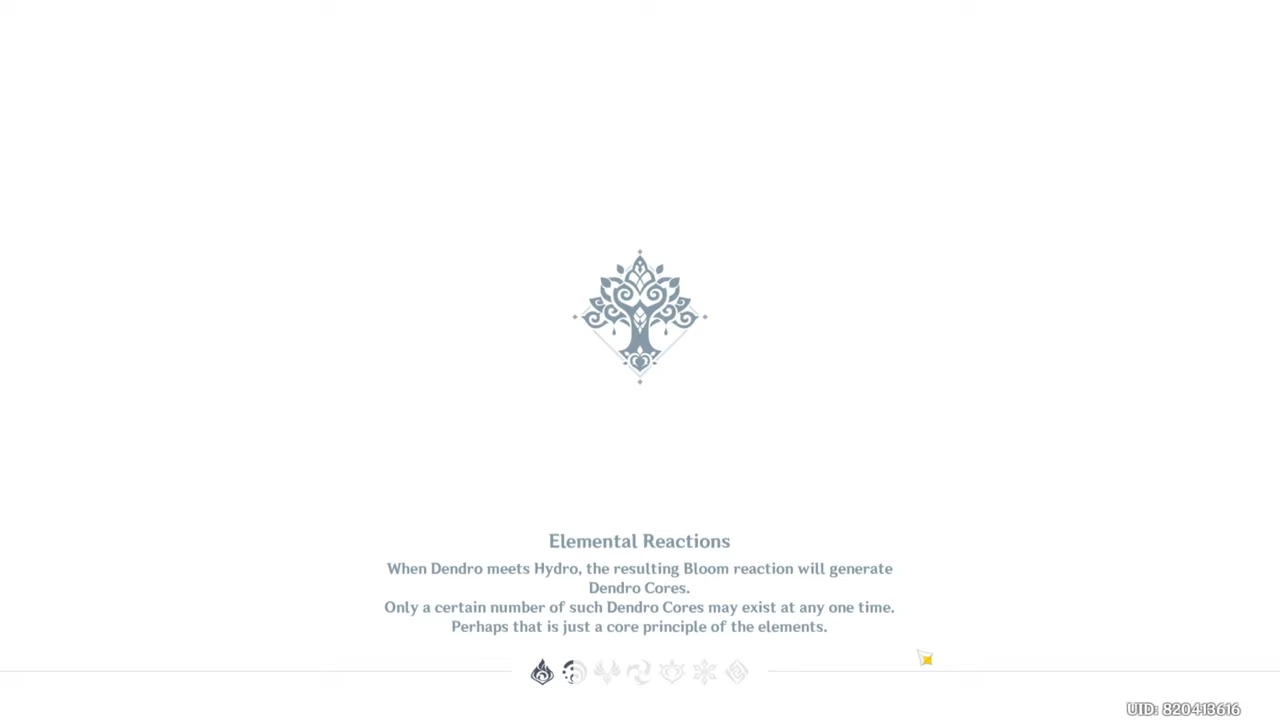 Elemental Reactions
When Dendro meets Hydro, the resulting Bloom reaction will generate
Dendro Cores.
Only a certain number of such Dendro Cores may exist at any one time.
Perhaps that is just a core principle of the elements.
UID: 820413616